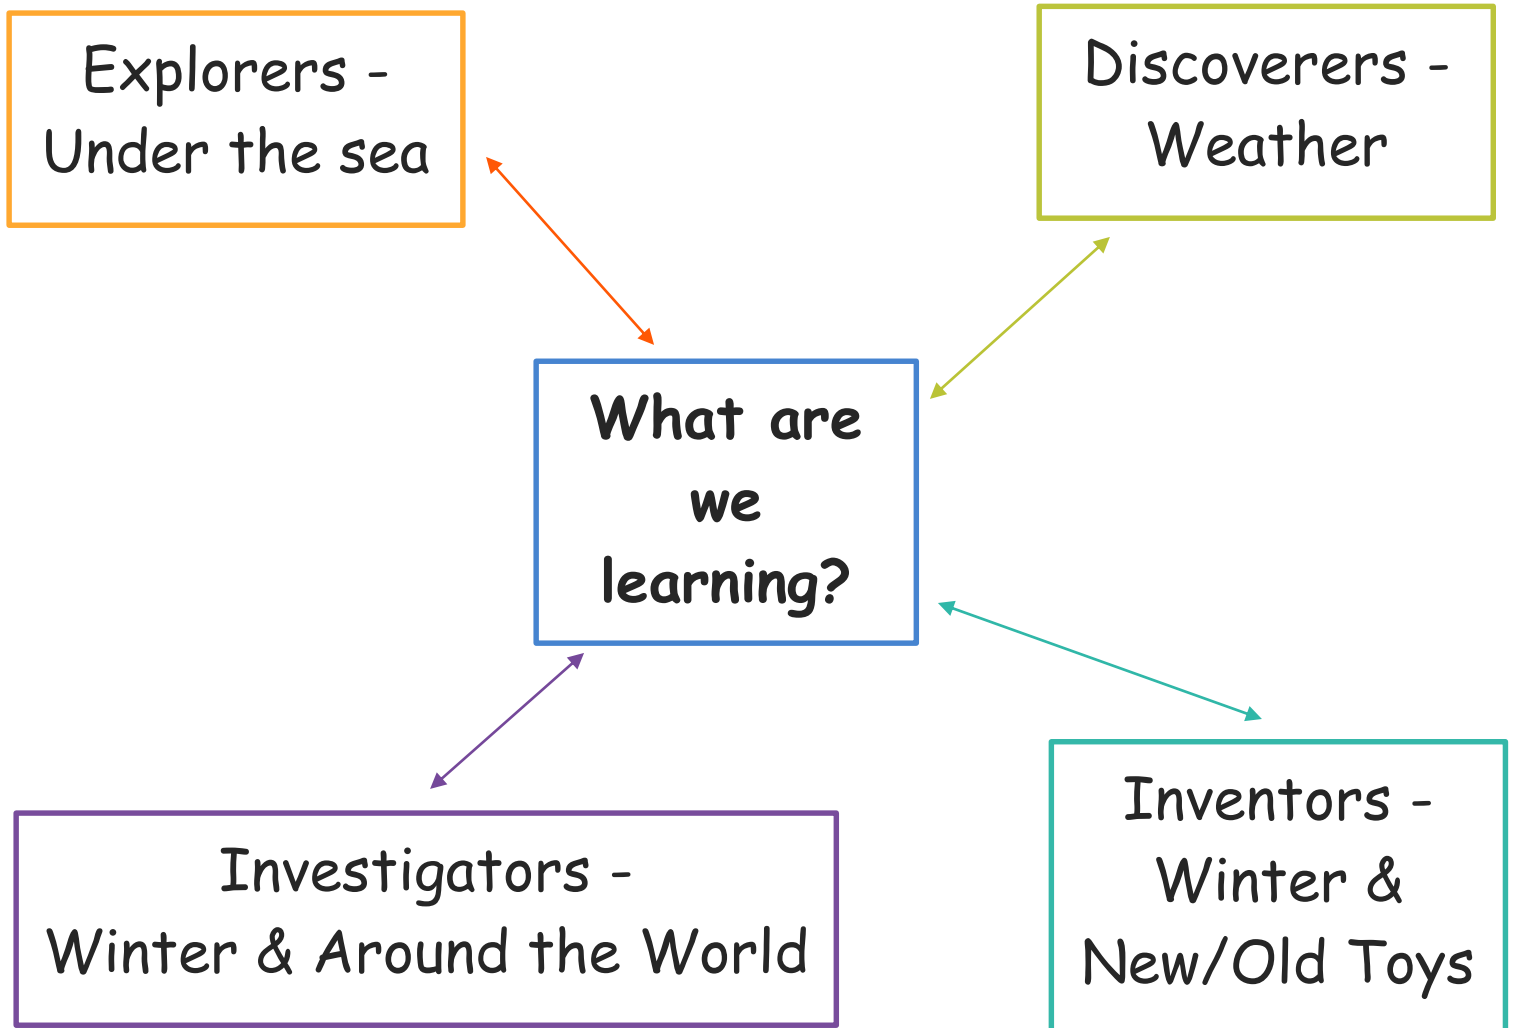 Explorers -
Under the sea
Discoverers -
Weather
What are
we
learning?
Investigators -
Winter & Around the World
Inventors -
Winter &
New/Old Toys